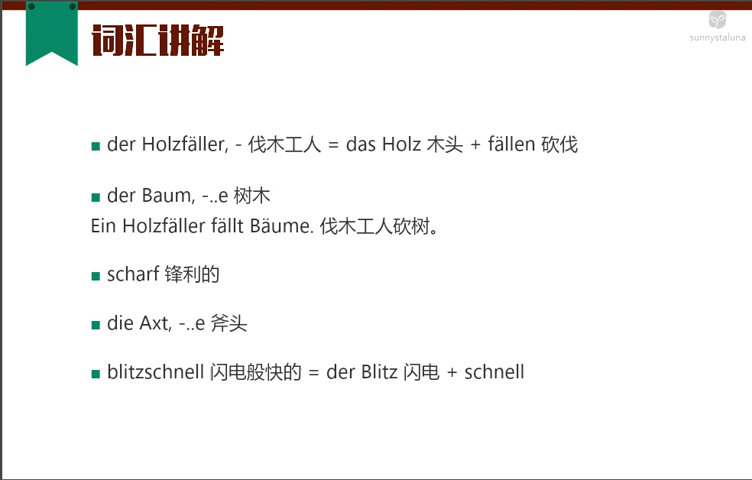 词汇讲解
sunnystaluna
der Holzfäller, - 伐木工人 = das Holz 木头 + fällen 砍伐
der Baum, -..e 树木
Ein Holzfäller fällt Bäume. 伐木工人砍树。
scharf 锋利的
die Axt, -..e 斧头
blitzschnell 闪电般快的 = der Blitz 闪电 + schnell